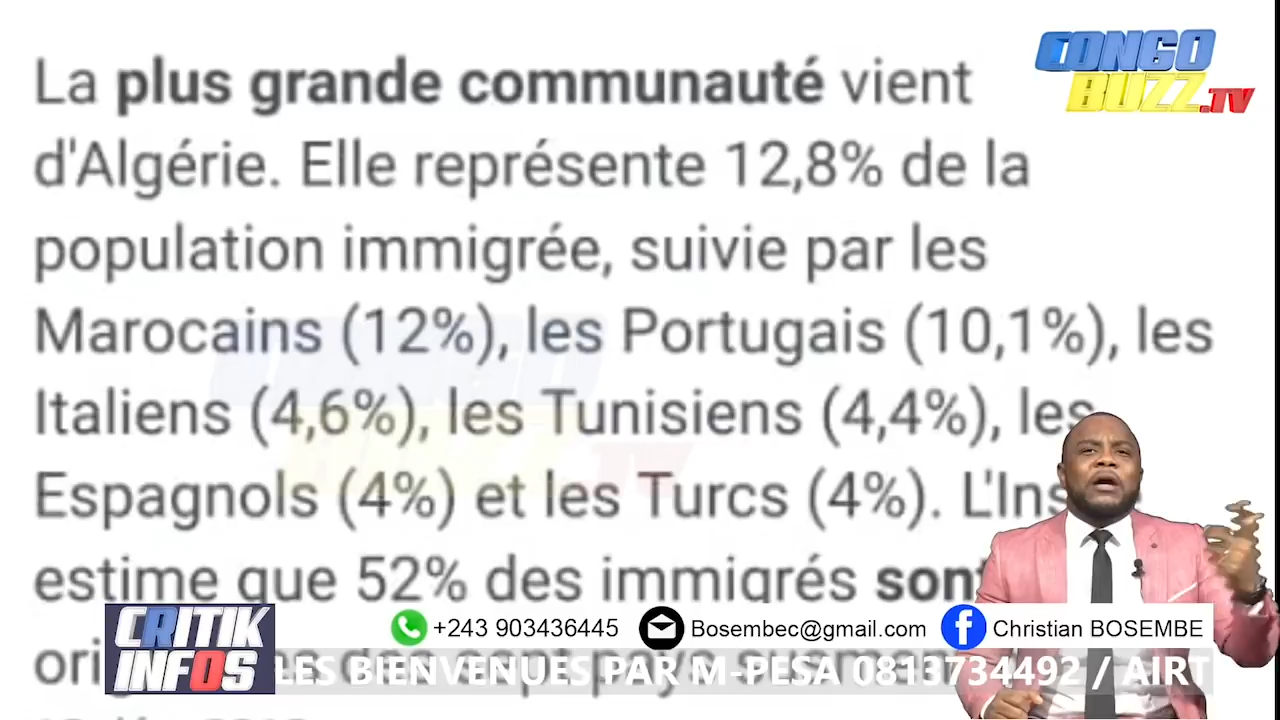 La plus grande communauté vient
d'Algérie. Elle représente 12,8% de la
population immigrée, suivie par les
Marocains (12%), les Portugais (10,1%), les
Italiens (4,6%), les Tunisiens (4,4%), les
Espagnols (4%) et les Turcs (4%). L'Ins
estime que 52% des immigrés sont
CONGO
BUZZ.TV
CRITIK
INFOS
+243 903436445
Bosembec@gmail.com
Christian BOSEMBE
LES BIENVENUES PAR M-PESA 0813734492 / AIRT